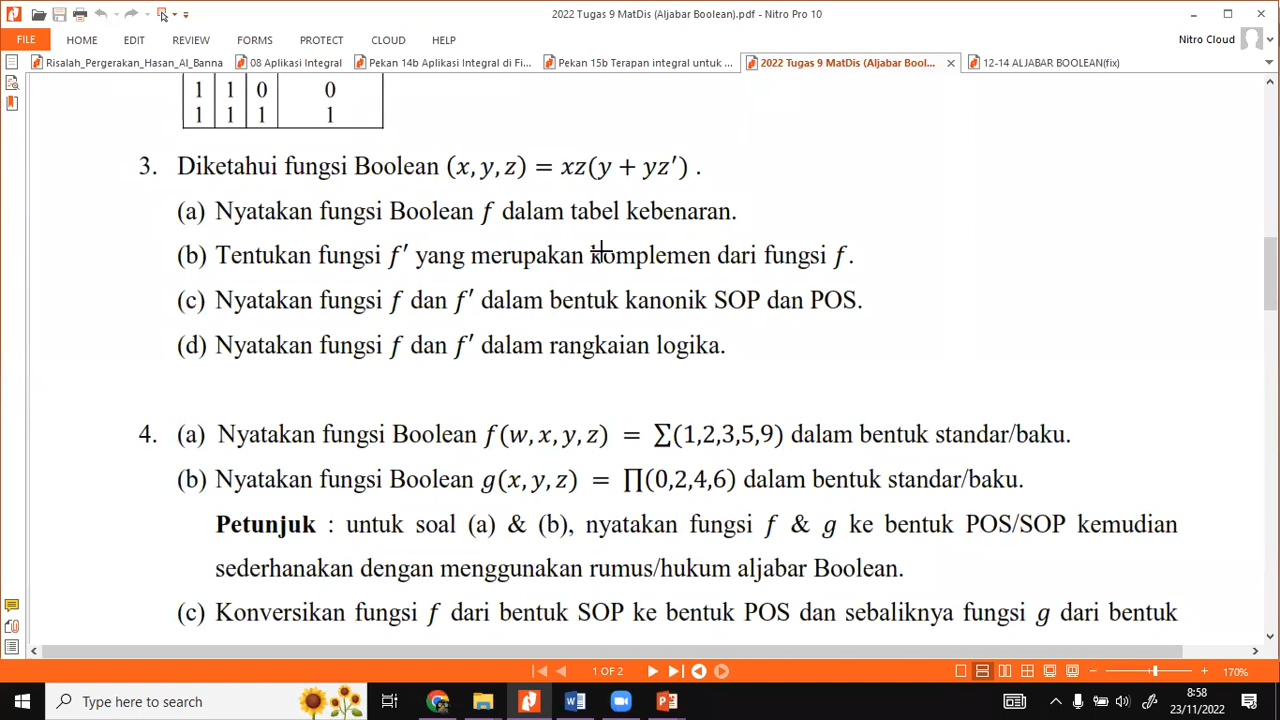 2022 Tugas 9 MatDis (Aljabar Boolean).pdf - Nitro Pro 10
FILE HOME EDIT REVIEW FORMS PROTECT CLOUD HELP Nitro Cloud
Risalah_Pergerakan_Hasan_Al_Banna 08 Aplikasi Integral Pekan 14b Aplikasi Integral di Fi... Pekan 15b Terapan integral untuk ... 2022 Tugas 9 MatDis (Aljabar Bool... 12-14 ALJABAR BOOLEAN(fix)
1 1 0 0
1 1 1 1
3. Diketahui fungsi Boolean (x, y, z) = xz(y + yz′) .
(a) Nyatakan fungsi Boolean f dalam tabel kebenaran.
(b) Tentukan fungsi f′ yang merupakan komplemen dari fungsi f.
(c) Nyatakan fungsi f dan f′ dalam bentuk kanonik SOP dan POS.
(d) Nyatakan fungsi f dan f′ dalam rangkaian logika.
4. (a) Nyatakan fungsi Boolean f(w, x, y, z) = ∑(1,2,3,5,9) dalam bentuk standar/baku.
(b) Nyatakan fungsi Boolean g(x, y, z) = ∏(0,2,4,6) dalam bentuk standar/baku.
Petunjuk : untuk soal (a) & (b), nyatakan fungsi f & g ke bentuk POS/SOP kemudian
sederhanakan dengan menggunakan rumus/hukum aljabar Boolean.
(c) Konversikan fungsi f dari bentuk SOP ke bentuk POS dan sebaliknya fungsi g dari bentuk
1 OF 2 170%
Type here to search 8:58
23/11/2022